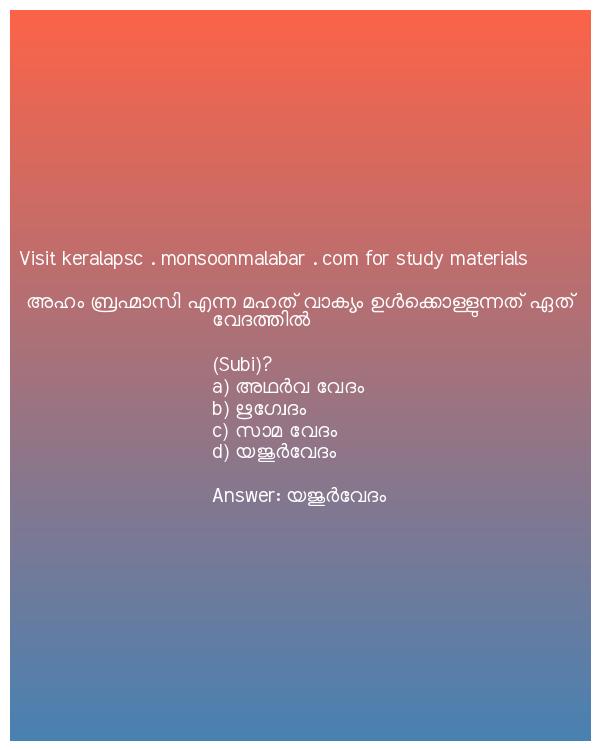 Visit keralapsc . monsoonmalabar . com for study materials
അഹം ബ്രഹ്മാസി എന്ന മഹത് വാക്യം ഉൾക്കൊള്ളുന്നത് ഏത്
വേദത്തിൽ
(Subi)?
a) അഥർവ വേദം
b) ഋഗ്വേദം
c) സാമ വേദം
d) യജുർവേദം
Answer: യജുർവേദം